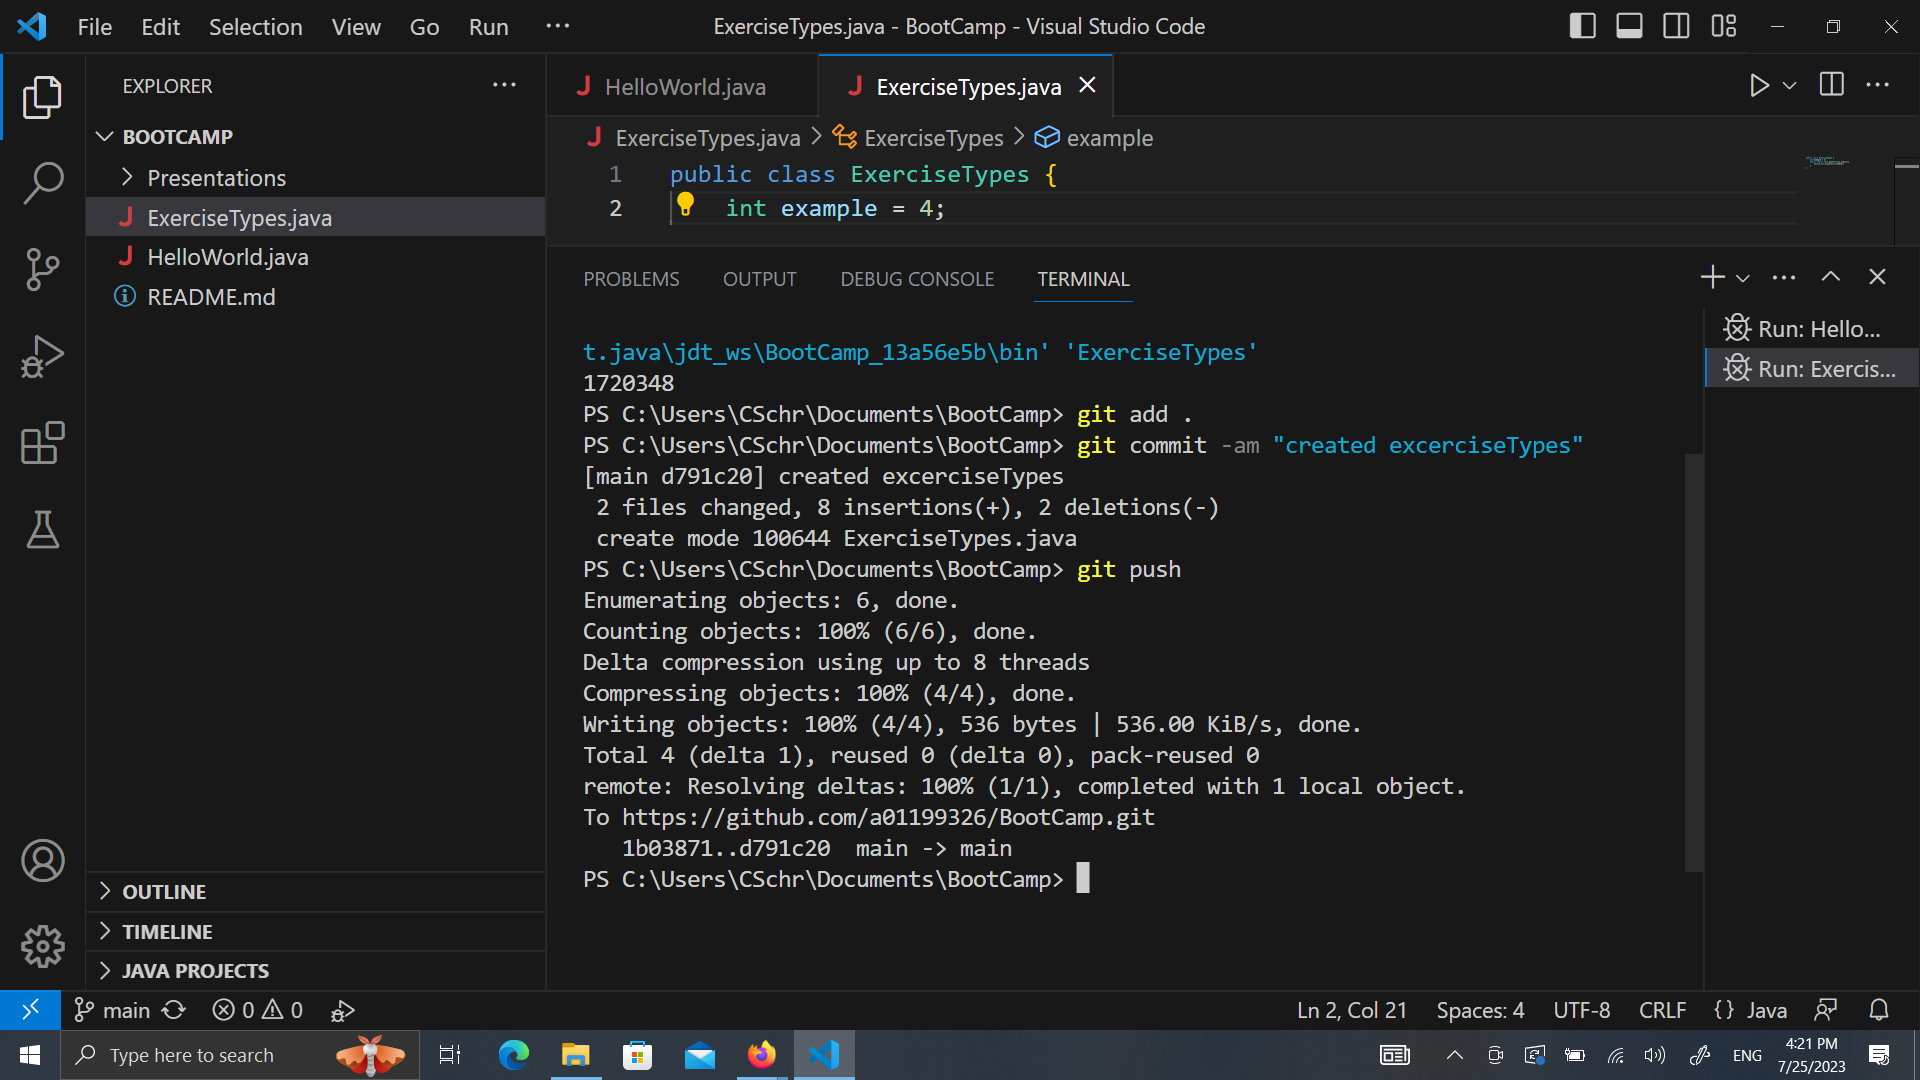 File Edit Selection View Go Run ···
ExerciseTypes.java - BootCamp - Visual Studio Code
EXPLORER
BOOTCAMP
Presentations
ExerciseTypes.java
HelloWorld.java
README.md
OUTLINE
TIMELINE
JAVA PROJECTS
HelloWorld.java ExerciseTypes.java
ExerciseTypes.java > ExerciseTypes > example
1 public class ExerciseTypes {
2 int example = 4;
PROBLEMS OUTPUT DEBUG CONSOLE TERMINAL
Run: Hello...
Run: Exercis...
t.java\jdt_ws\BootCamp_13a56e5b\bin' 'ExerciseTypes'
1720348
PS C:\Users\CSchr\Documents\BootCamp> git add .
PS C:\Users\CSchr\Documents\BootCamp> git commit -am "created excerciseTypes"
[main d791c20] created excerciseTypes
 2 files changed, 8 insertions(+), 2 deletions(-)
 create mode 100644 ExerciseTypes.java
PS C:\Users\CSchr\Documents\BootCamp> git push
Enumerating objects: 6, done.
Counting objects: 100% (6/6), done.
Delta compression using up to 8 threads
Compressing objects: 100% (4/4), done.
Writing objects: 100% (4/4), 536 bytes | 536.00 KiB/s, done.
Total 4 (delta 1), reused 0 (delta 0), pack-reused 0
remote: Resolving deltas: 100% (1/1), completed with 1 local object.
To https://github.com/a01199326/BootCamp.git
   1b03871..d791c20  main -> main
PS C:\Users\CSchr\Documents\BootCamp>
main 0 0 Ln 2, Col 21 Spaces: 4 UTF-8 CRLF {} Java
Type here to search
ENG
4:21 PM
7/25/2023